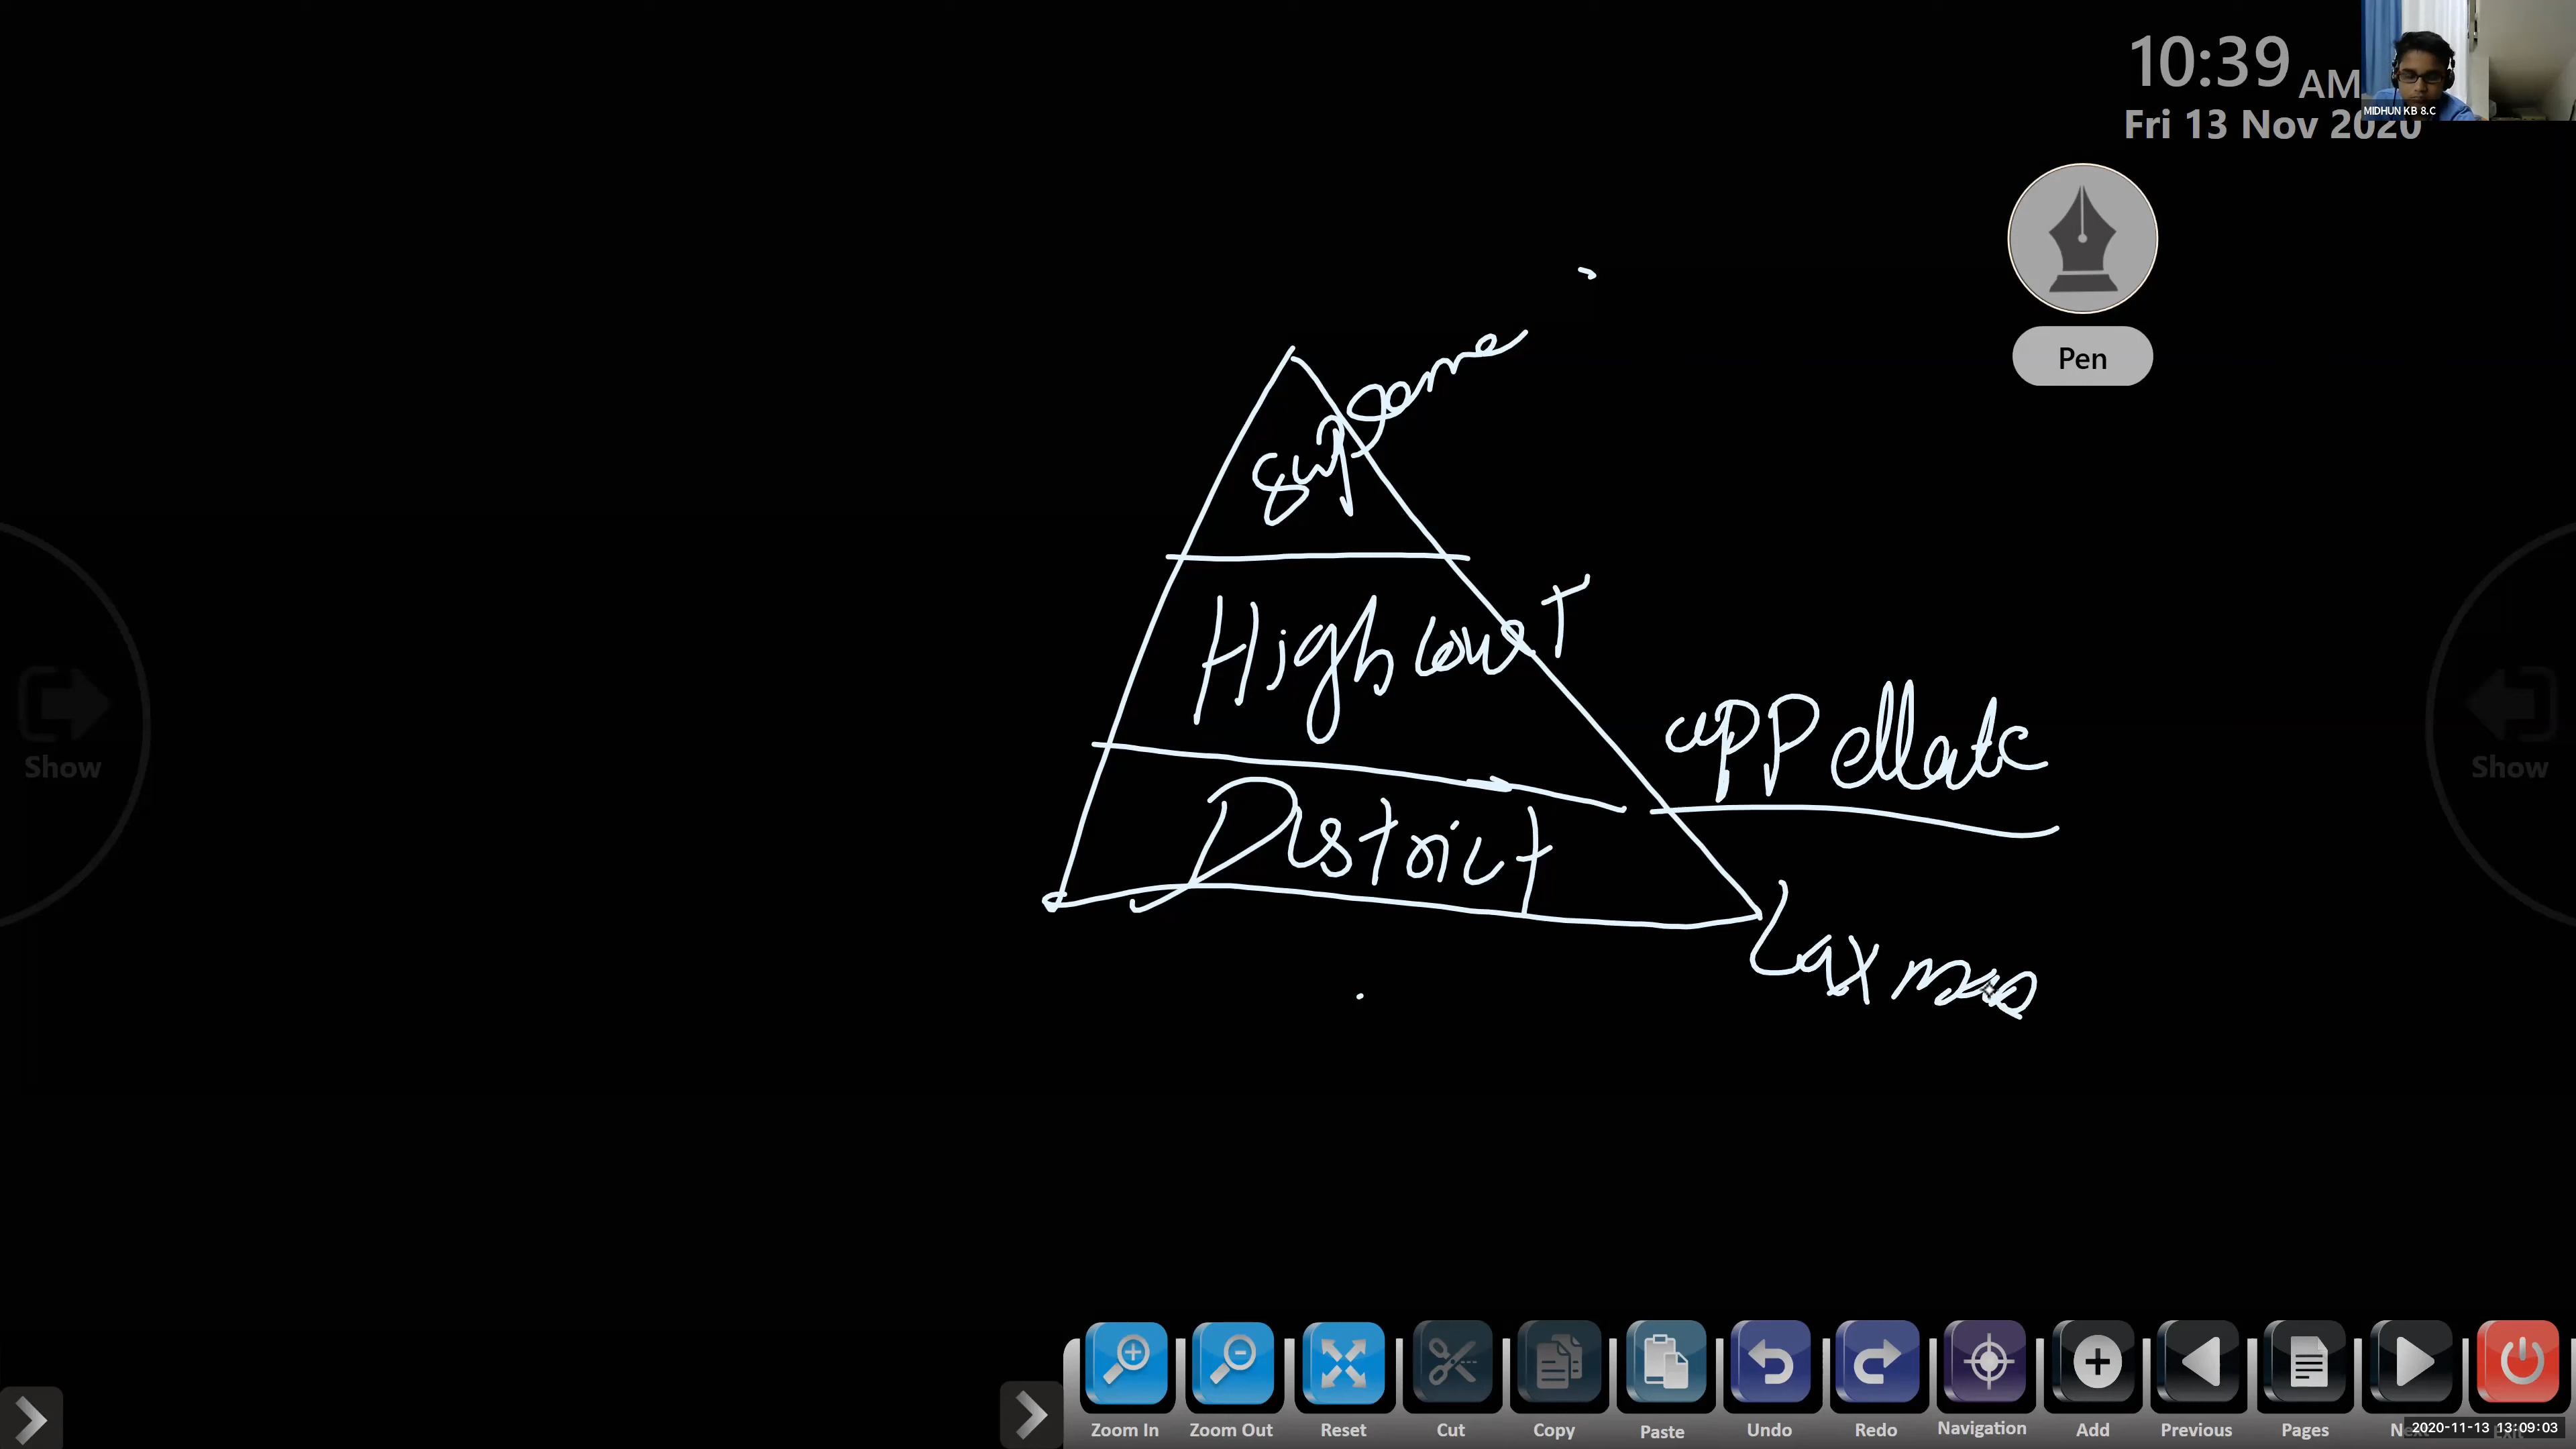 10:39 AM
MIDHUN KB 8.C
Fri 13 Nov 2020
Pen
supreme
High court
appellate
District
Laxman
Show
Show
Zoom In
Zoom Out
Reset
Cut
Copy
Paste
Undo
Redo
Navigation
Add
Previous
Pages
2020-11-13 13:09:03